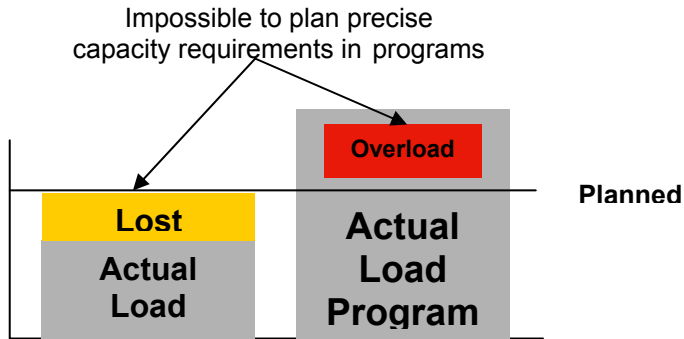 Impossible to plan precise
capacity requirements in programs
Overload
Planned
Lost
Actual
Load
Actual
Load
Program